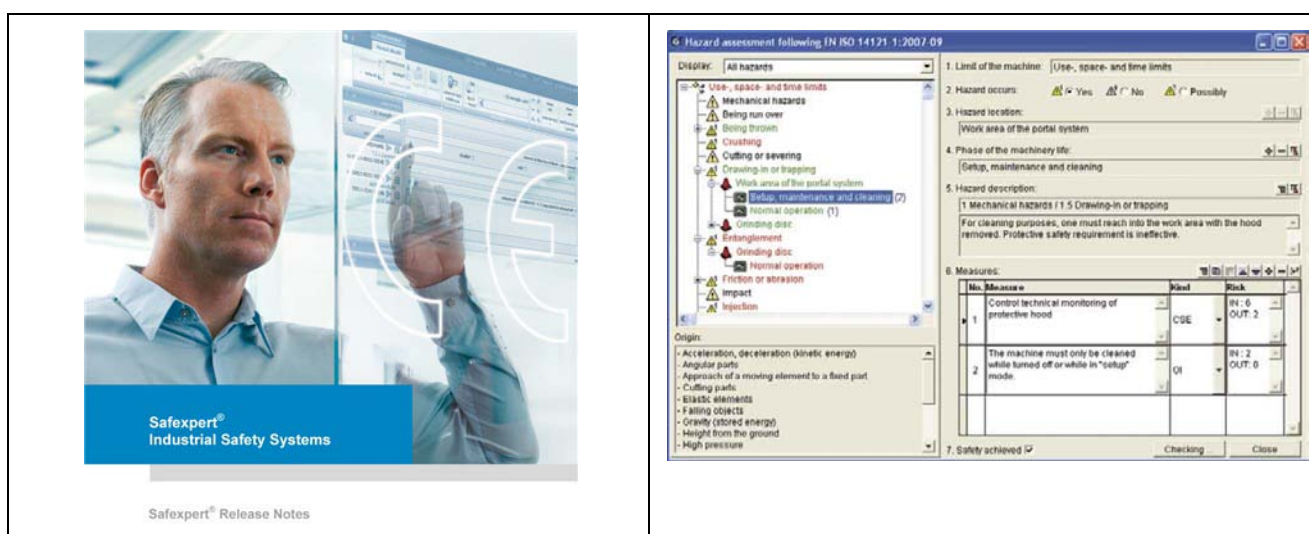 Safexpert®
Industrial Safety Systems
Safexpert® Release Notes
Hazard assessment following EN ISO 14121-1:2007-09
Display: All hazards
Use-, space- and time limits
Mechanical hazards
Being run over
Being thrown
Crushing
Cutting or severing
Drawing-in or trapping
Work area of the portal system
Setup, maintenance and cleaning (2)
Normal operation (1)
Grinding disc
Entanglement
Grinding disc
Normal operation
Friction or abrasion
Impact
Injection
Origin:
- Acceleration, deceleration (kinetic energy)
- Angular parts
- Approach of a moving element to a fixed part
- Cutting parts
- Elastic elements
- Falling objects
- Gravity (stored energy)
- Height from the ground
- High pressure
1. Limit of the machine: Use-, space- and time limits
2. Hazard occurs: Yes No Possibly
3. Hazard location:
Work area of the portal system
4. Phase of the machinery life:
Setup, maintenance and cleaning
5. Hazard description:
1 Mechanical hazards / 1.5 Drawing-in or trapping
For cleaning purposes, one must reach into the work area with the hood
removed. Protective safety requirement is ineffective.
6. Measures:
No. Measure Kind Risk
1 Control technical monitoring of
protective hood CSE IN : 6
OUT: 2
2 The machine must only be cleaned
while turned off or while in "setup"
mode. OI IN : 2
OUT: 0
7. Safety achieved
Checking ... Close